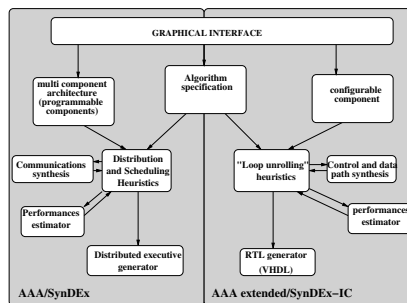 GRAPHICAL INTERFACE
multi component
architecture
(programmable
components)
Algorithm
specification
configurable
component
Communications
synthesis
Distribution
and Scheduling
Heuristics
"Loop unrolling"
heuristics
Control and data
path synthesis
Performances
estimator
performances
estimator
Distributed executive
generator
RTL generator
(VHDL)
AAA/SynDEx
AAA extended/SynDEx-IC